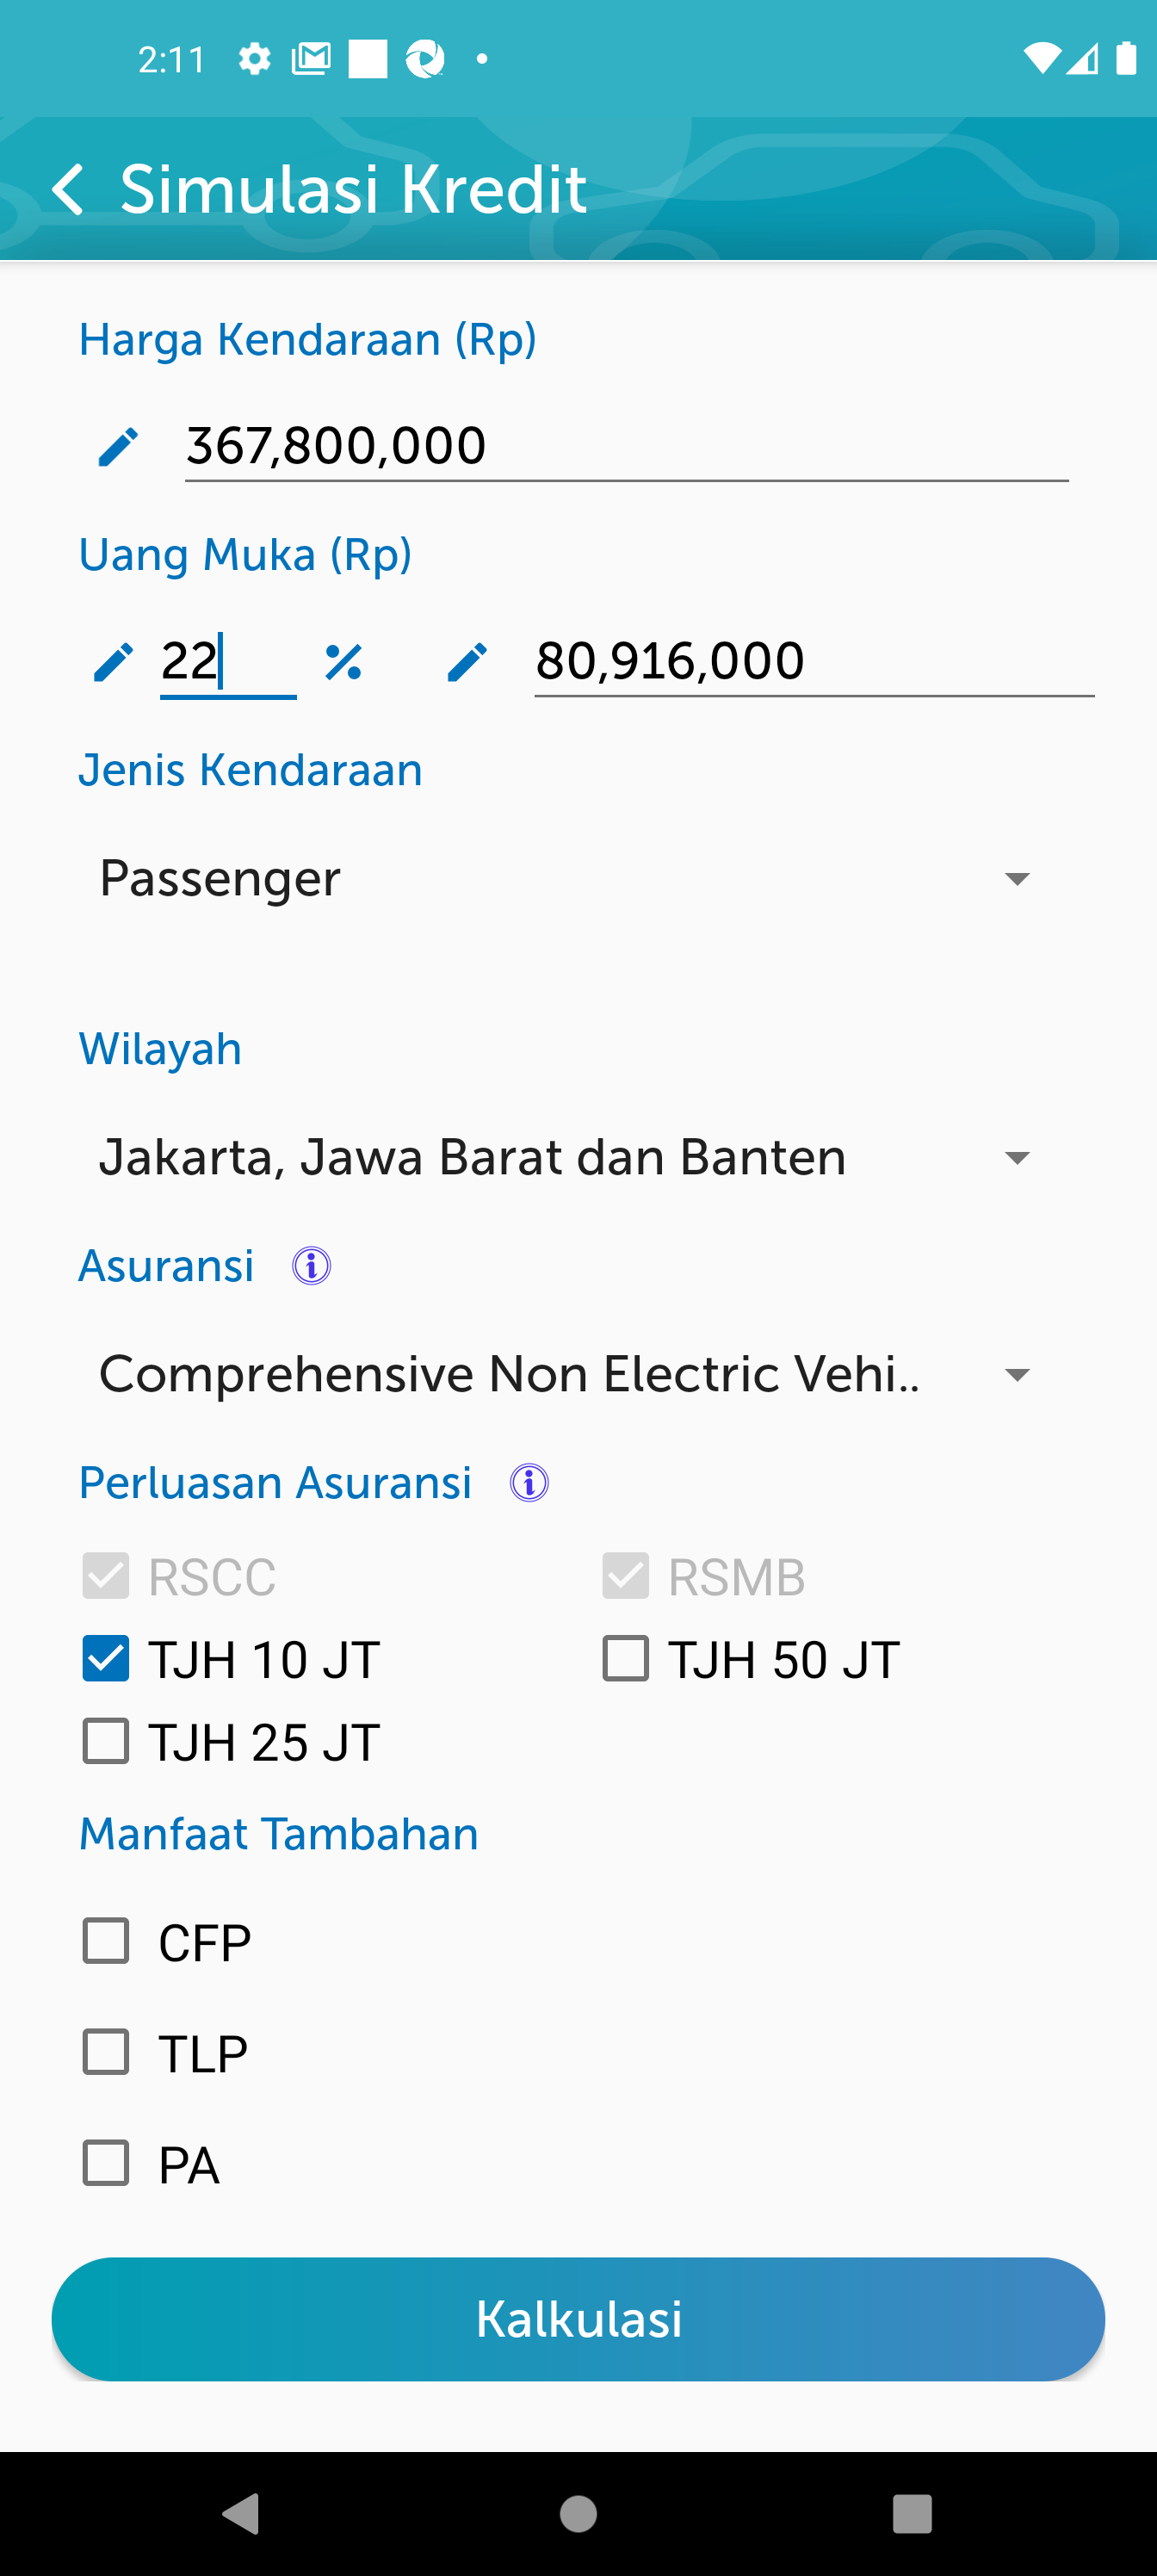 2:11
Simulasi Kredit
Harga Kendaraan (Rp)
367,800,000
Uang Muka (Rp)
22 % 80,916,000
Jenis Kendaraan
Passenger
Wilayah
Jakarta, Jawa Barat dan Banten
Asuransi
Comprehensive Non Electric Vehi..
Perluasan Asuransi
RSCC RSMB
TJH 10 JT TJH 50 JT
TJH 25 JT
Manfaat Tambahan
CFP
TLP
PA
Kalkulasi